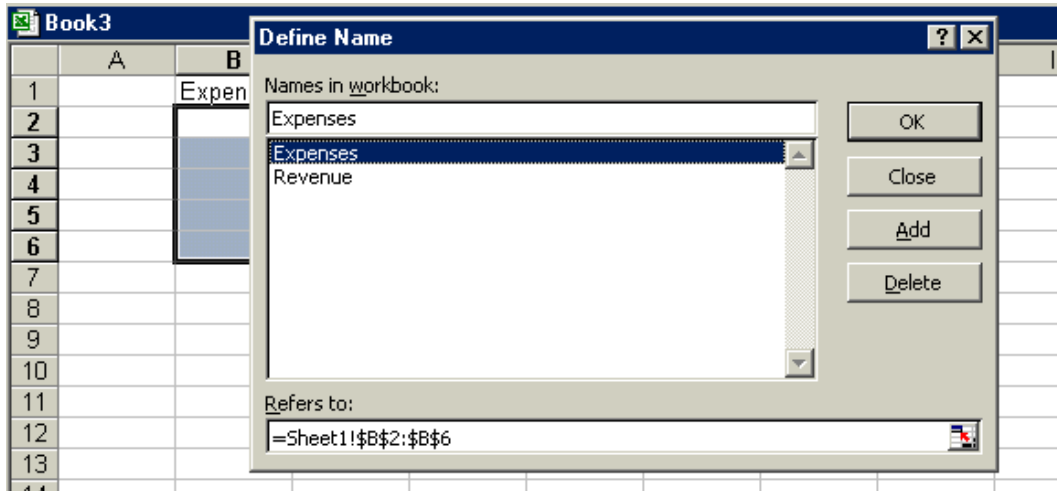 Book3
Define Name
? X
A B I
1 Expen
Names in workbook:
2
Expenses
OK
3
Expenses
4
Revenue
Close
5
Add
6
7
Delete
8
9
10
11
Refers to:
12
=Sheet1!$B$2:$B$6
13
14